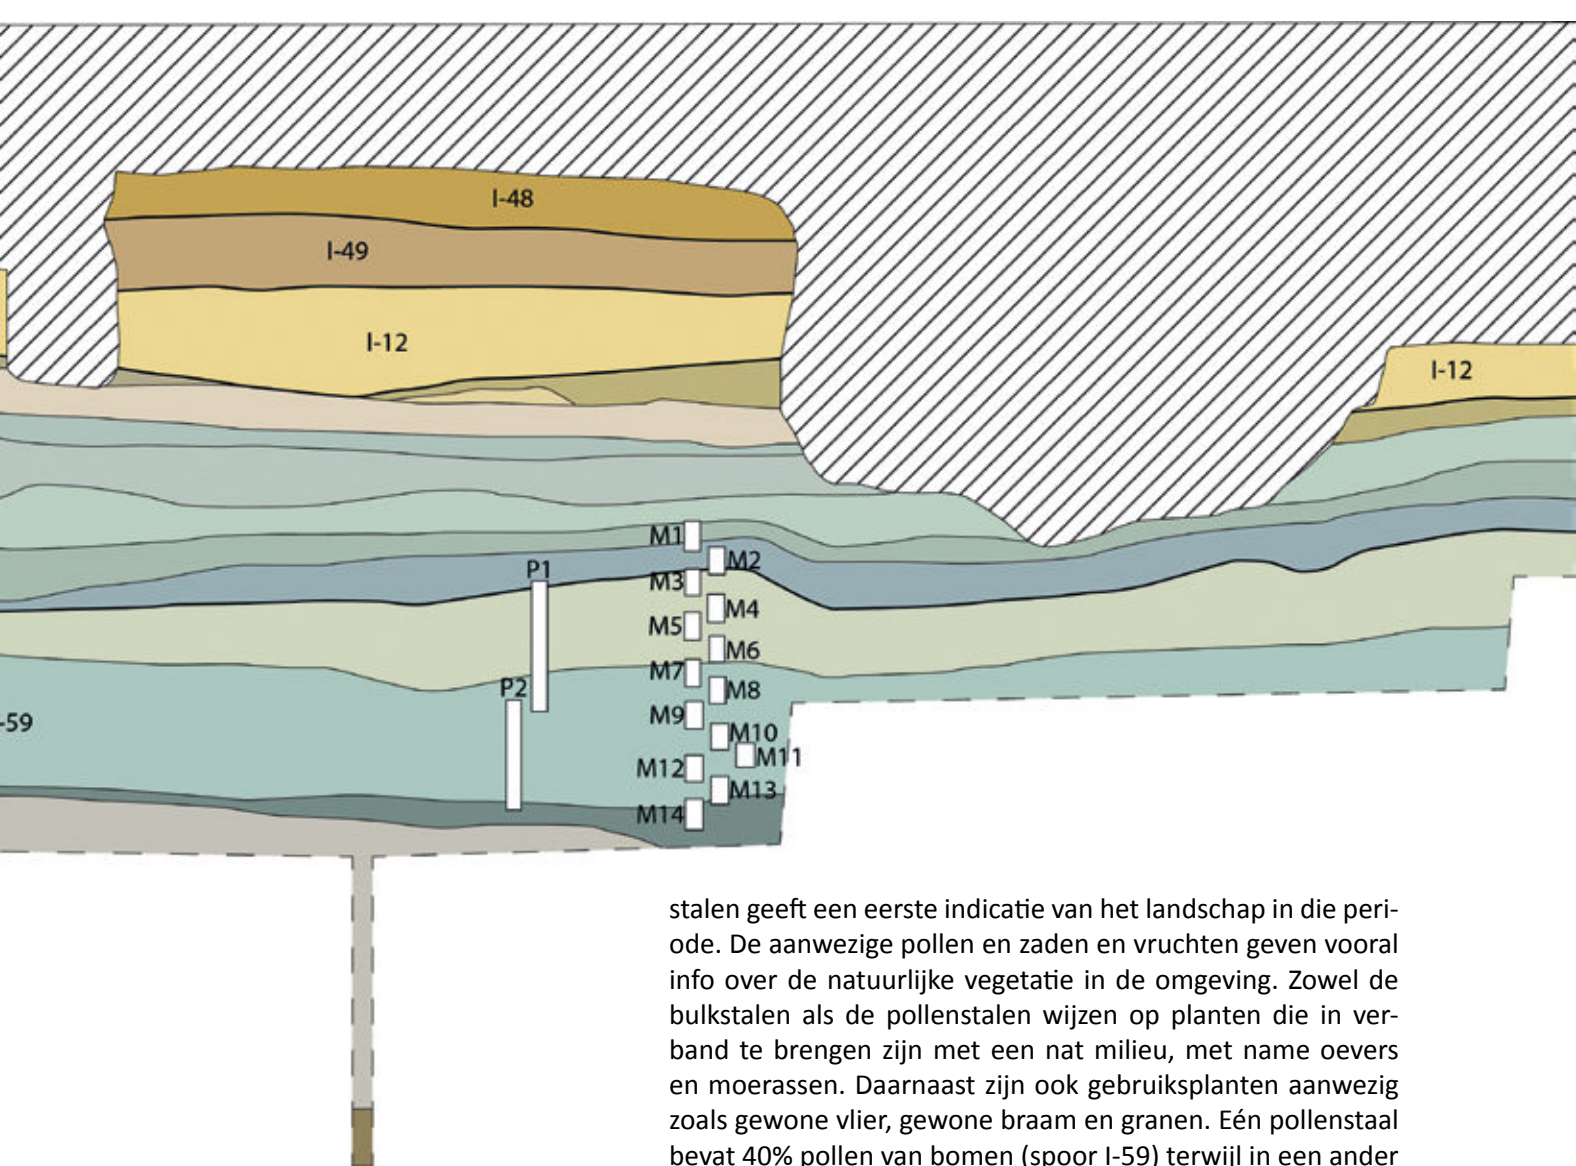 I-48
I-49
I-12
I-12
M1
M2
P1
M3
M4
M5
M6
M7
P2
M8
M9
-59
M10
M11
M12
M13
M14
stalen geeft een eerste indicatie van het landschap in die peri-
ode. De aanwezige pollen en zaden en vruchten geven vooral
info over de natuurlijke vegetatie in de omgeving. Zowel de
bulkstalen als de pollenstalen wijzen op planten die in ver-
band te brengen zijn met een nat milieu, met name oevers
en moerassen. Daarnaast zijn ook gebruiksplanten aanwezig
zoals gewone vlier, gewone braam en granen. Eén pollenstaal
bevat 40% pollen van bomen (spoor I-59) terwijl in een ander